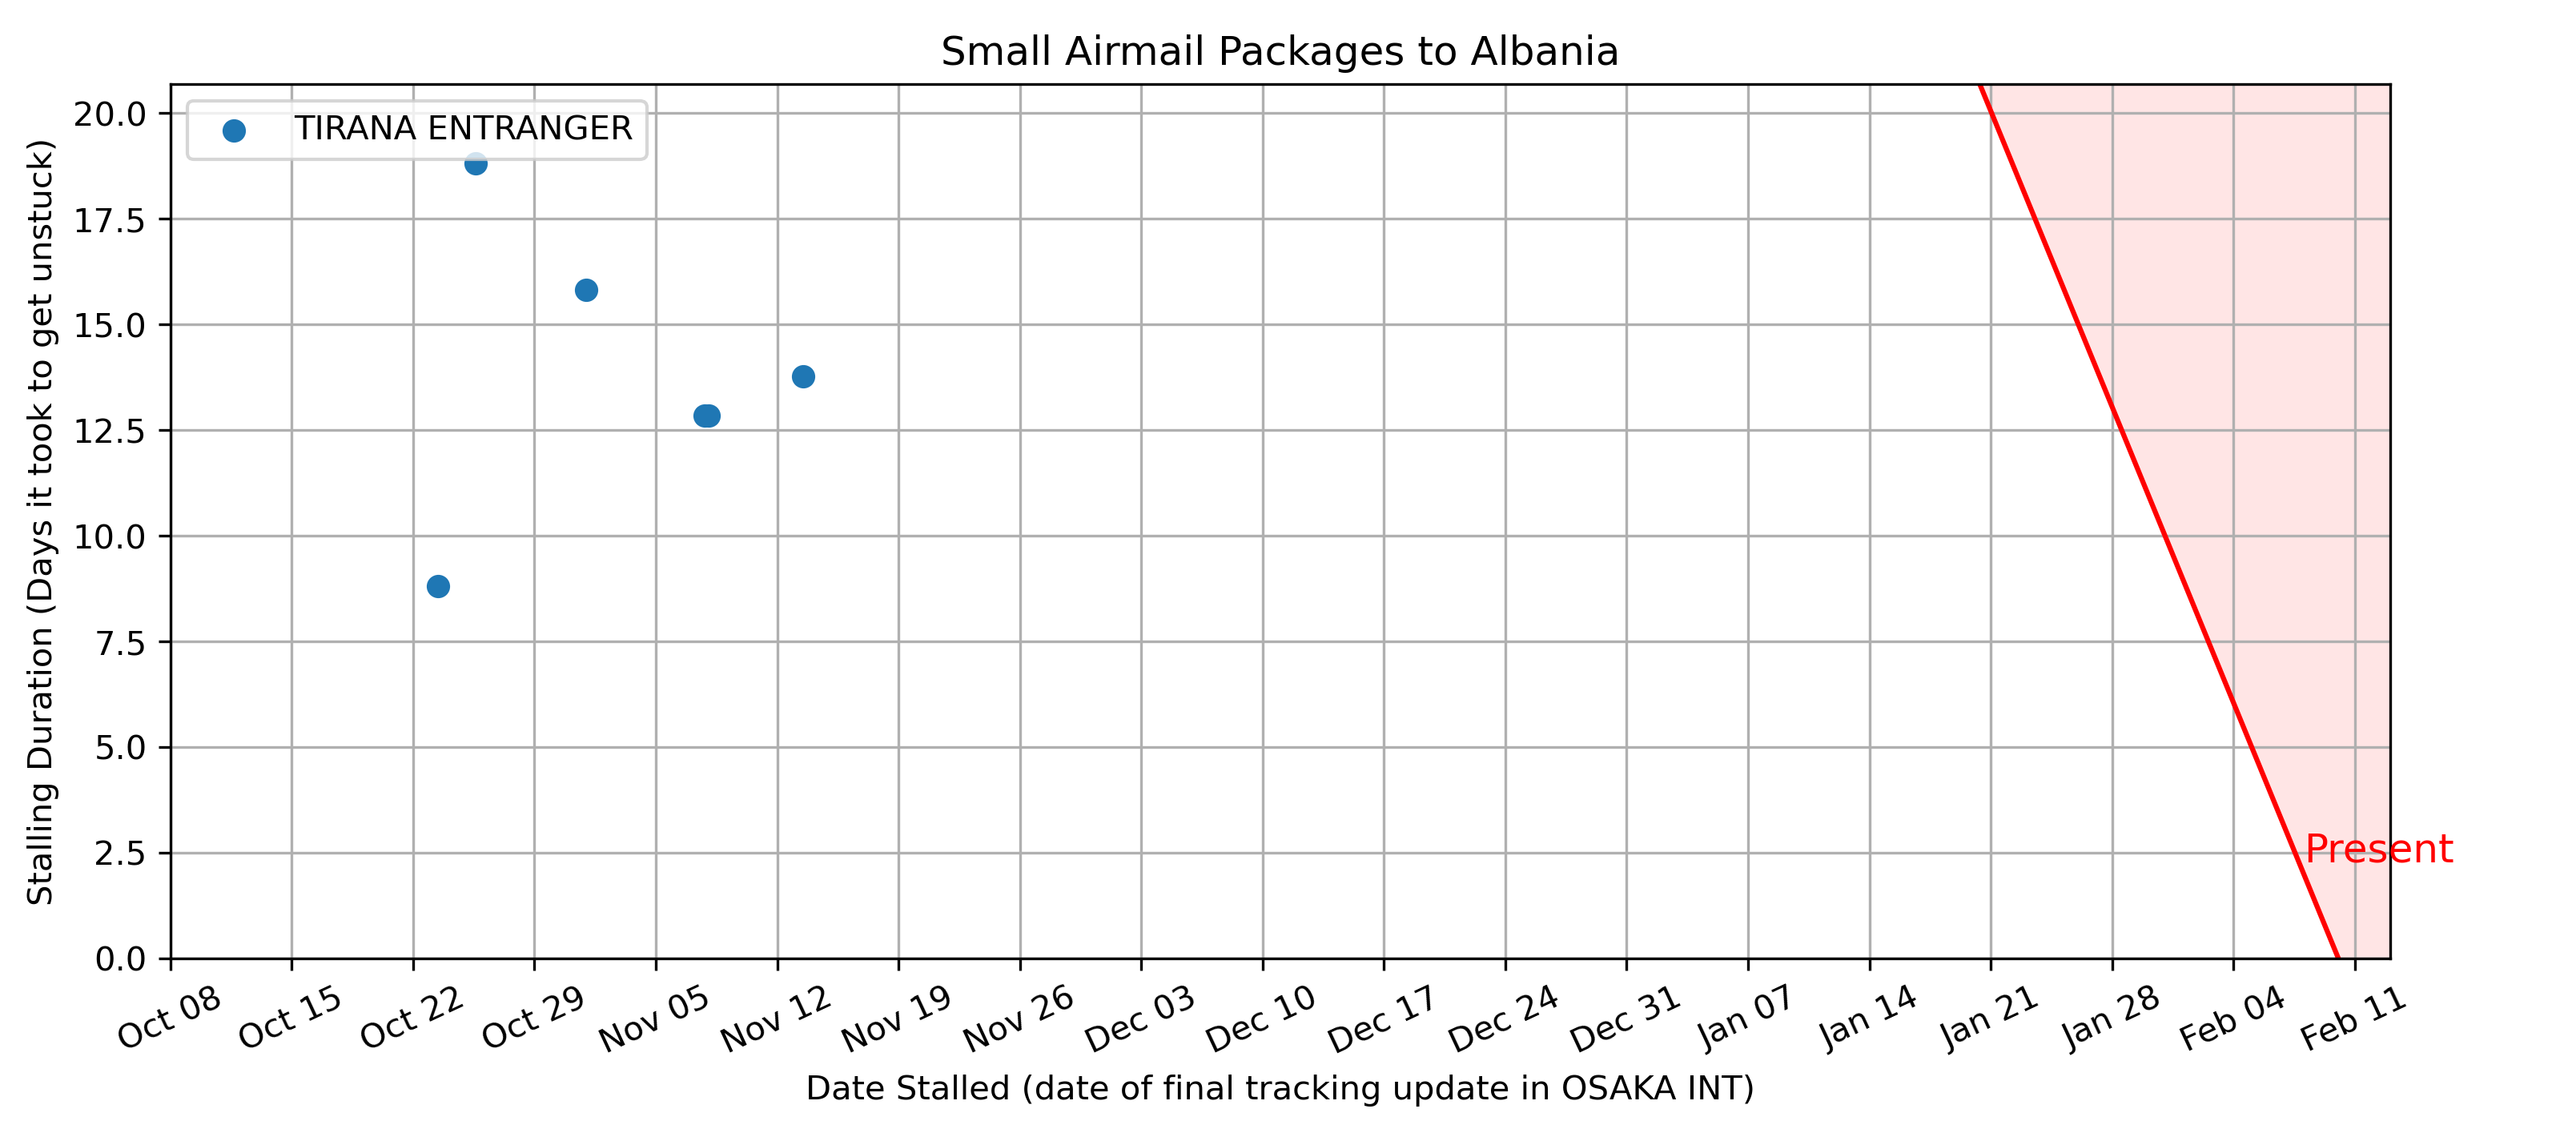 Small Airmail Packages to Albania
TIRANA ENTRANGER
Stalling Duration (Days it took to get unstuck)
20.0
17.5
15.0
12.5
10.0
7.5
5.0
2.5
0.0
Present
Oct 08
Oct 15
Oct 22
Oct 29
Nov 05
Nov 12
Nov 19
Nov 26
Dec 03
Dec 10
Dec 17
Dec 24
Dec 31
Jan 07
Jan 14
Jan 21
Jan 28
Feb 04
Feb 11
Date Stalled (date of final tracking update in OSAKA INT)